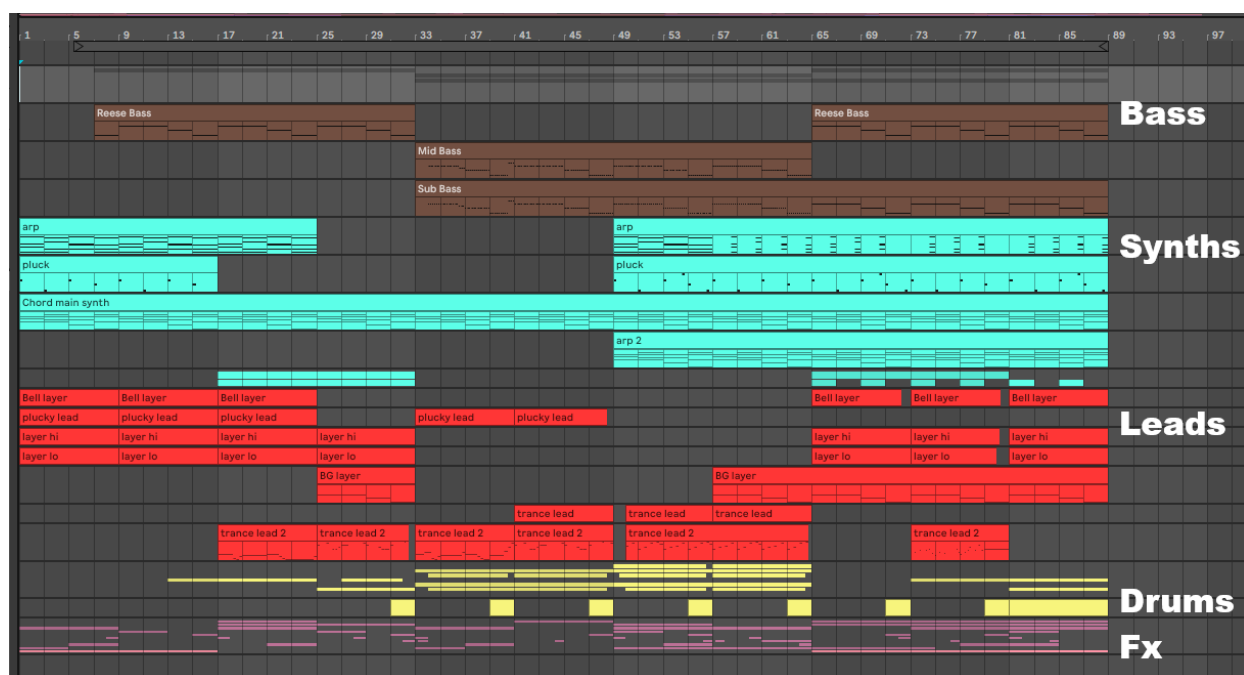 1 5 9 13 17 21 25 29 33 37 41 45 49 53 57 61 65 69 73 77 81 85 89 93 97
Bass
Reese Bass Reese Bass
Mid Bass
Sub Bass
arp arp
Synths
pluck pluck
Chord main synth
arp 2
Bell layer Bell layer Bell layer Bell layer Bell layer Bell layer
plucky lead plucky lead plucky lead plucky lead plucky lead
Leads
layer hi layer hi layer hi layer hi layer hi layer hi layer hi
layer lo layer lo layer lo layer lo layer lo layer lo layer lo
BG layer BG layer
trance lead trance lead trance lead
trance lead 2 trance lead 2 trance lead 2 trance lead 2 trance lead 2 trance lead 2
Drums
Fx